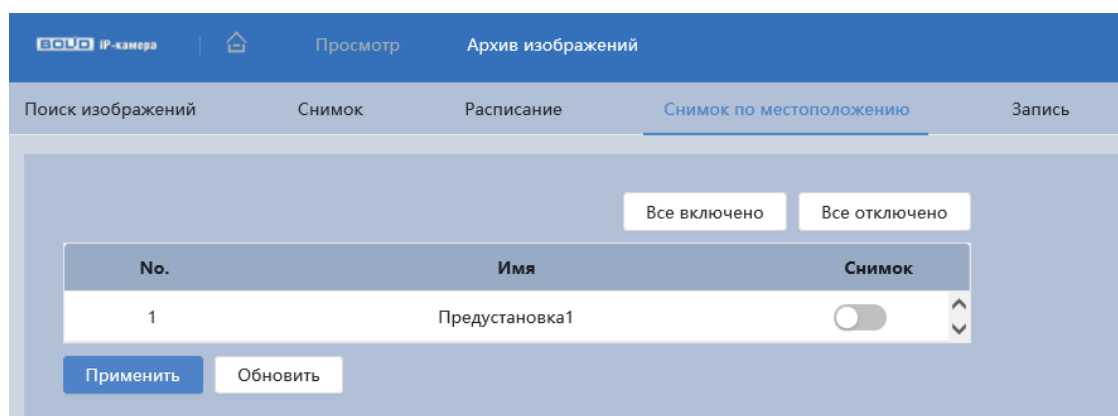 BOLID IP-камера Просмотр Архив изображений
Поиск изображений Снимок Расписание Снимок по местоположению Запись
Все включено Все отключено
No. Имя Снимок
1 Предустановка1
Применить Обновить